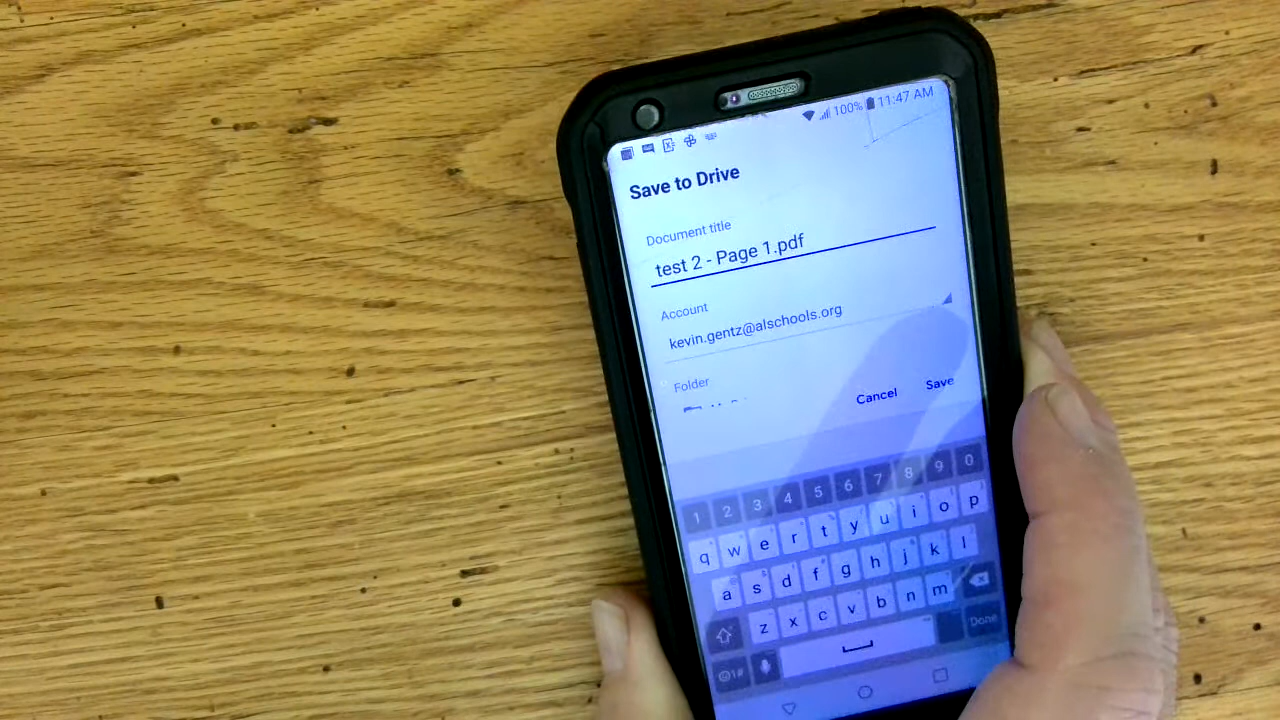 100% 11:47 AM
Save to Drive
Document title
test 2 - Page 1.pdf
Account
kevin.gentz@alschools.org
Folder
Cancel Save
1 2 3 4 5 6 7 8 9 0
q w e r t y u i o p
a s d f g h j k l
z x c v b n m
Done